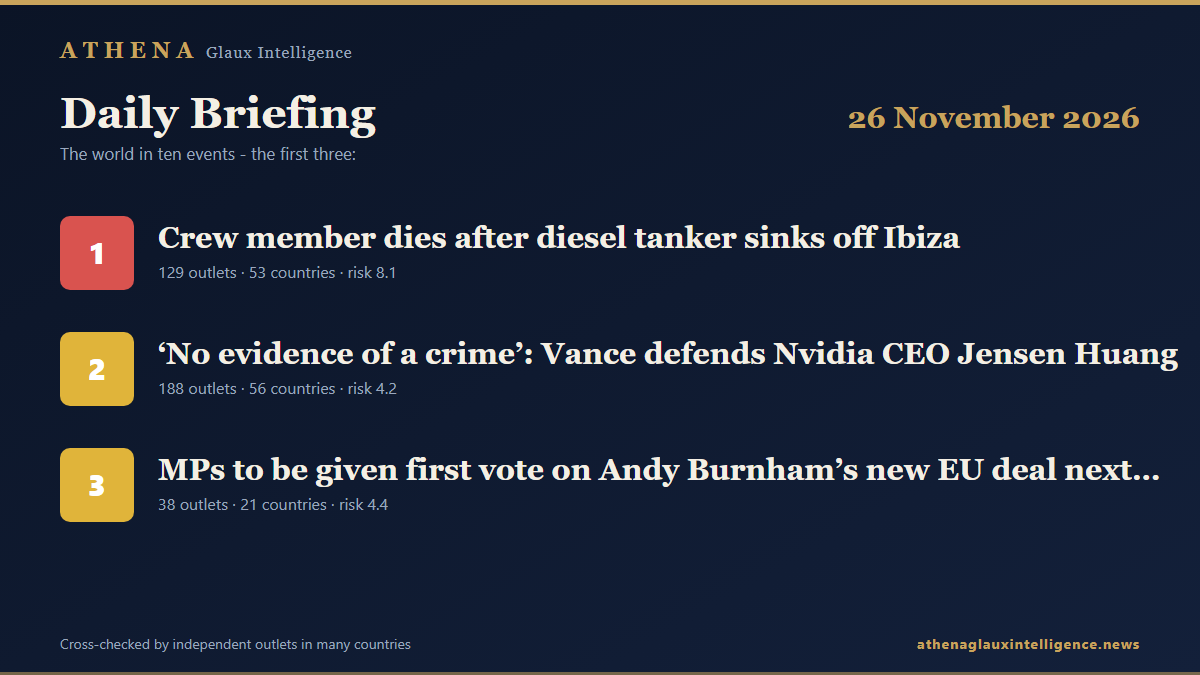 ATHENA Glaux Intelligence
Daily Briefing
26 November 2026
The world in ten events - the first three:
1
Crew member dies after diesel tanker sinks off Ibiza
129 outlets · 53 countries · risk 8.1
2
‘No evidence of a crime’: Vance defends Nvidia CEO Jensen Huang
188 outlets · 56 countries · risk 4.2
3
MPs to be given first vote on Andy Burnham’s new EU deal next...
38 outlets · 21 countries · risk 4.4
Cross-checked by independent outlets in many countries
athenaglauxintelligence.news